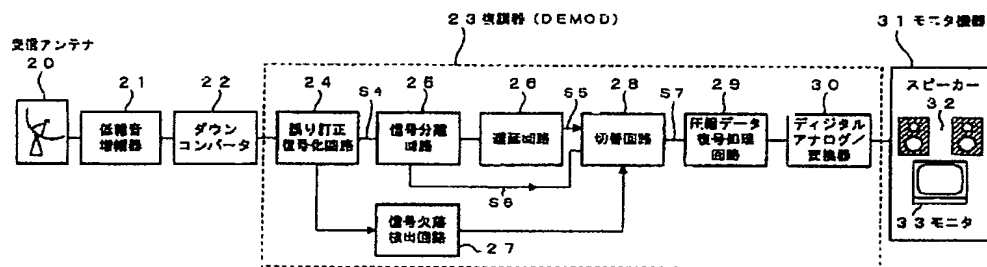 23復調器(DEMOD)
31モニタ機器
受信アンテナ
20
21
22
24
25
26
S5
28
S7
29
30
スピーカー
32
低雑音
増幅器
ダウン
コンバータ
誤り訂正
復号化回路
S4
信号分離
回路
遅延回路
切替回路
圧縮データ
復号処理
回路
ディジタル
アナログ/
変換器
S6
信号欠落
検出回路
27
33モニタ